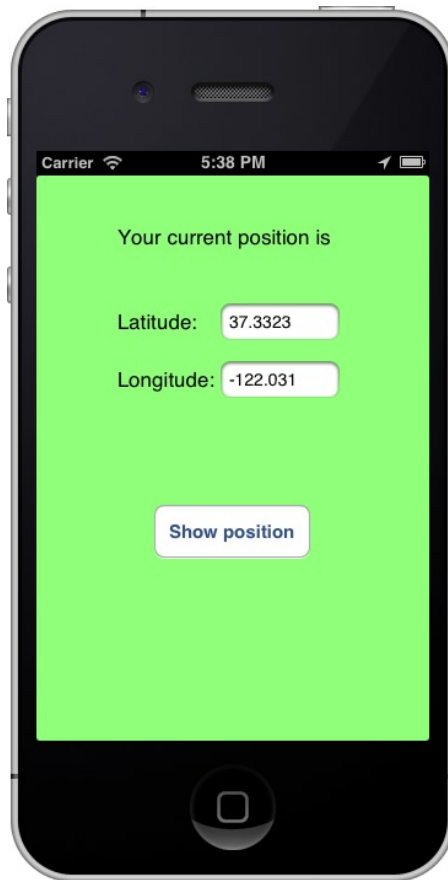 Carrier 5:38 PM
Your current position is
Latitude: 37.3323
Longitude: -122.031
Show position